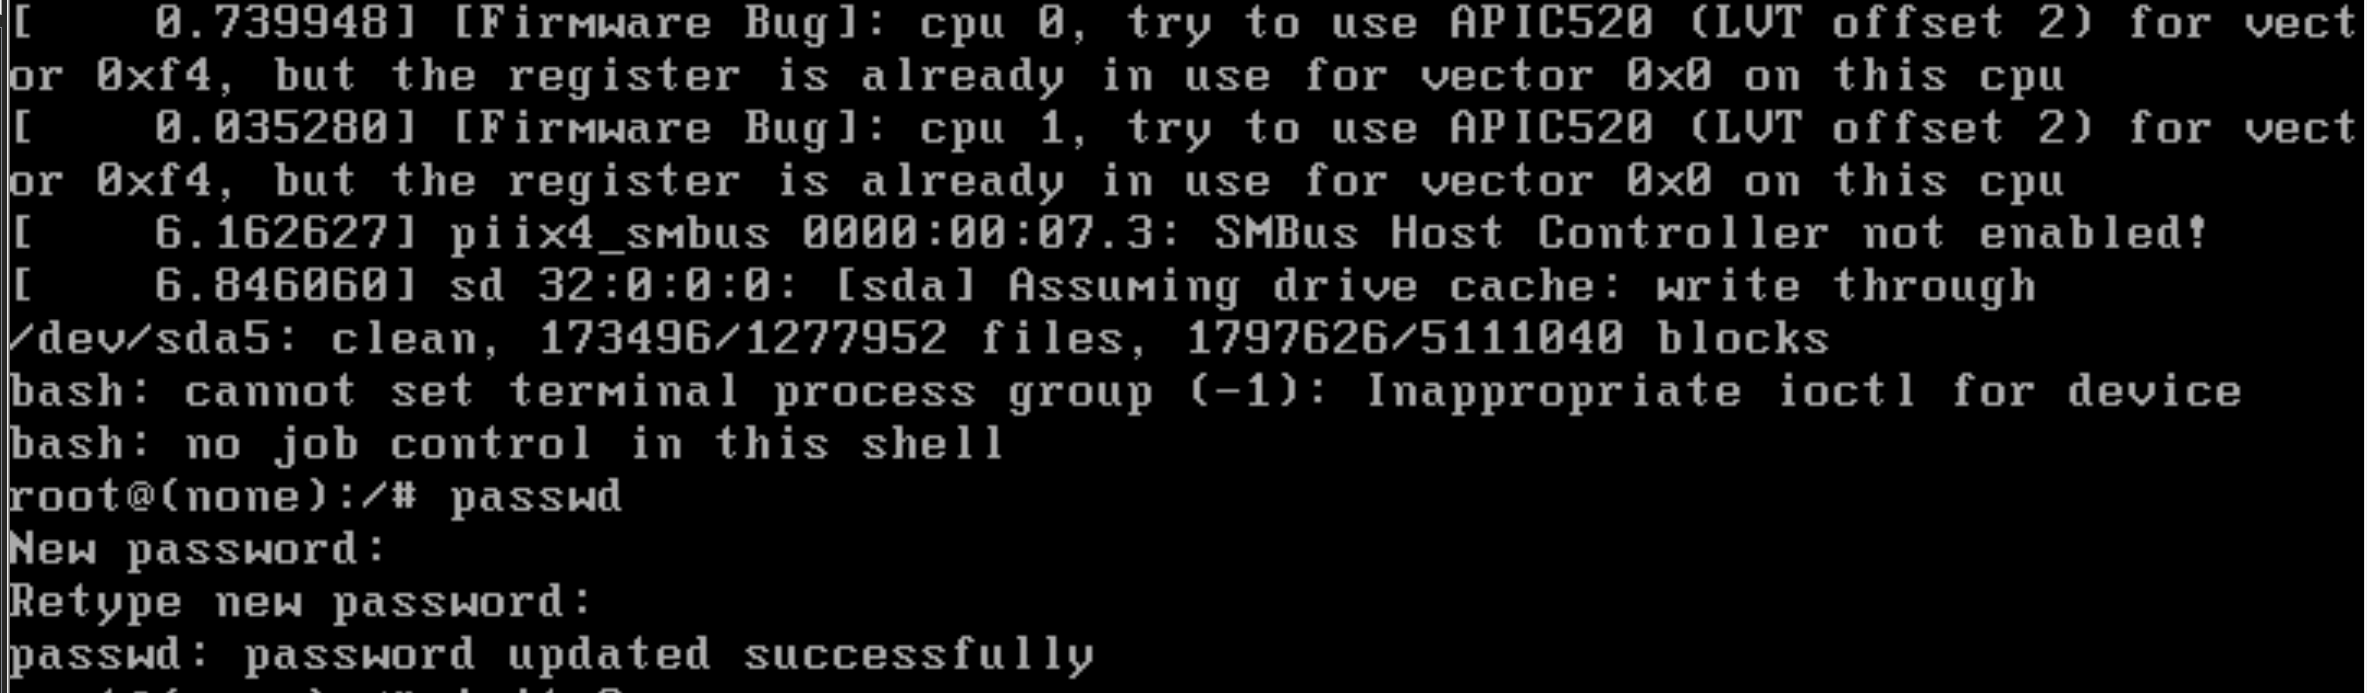 [    0.739948] [Firmware Bug]: cpu 0, try to use APIC520 (LVT offset 2) for vect
or 0xf4, but the register is already in use for vector 0x0 on this cpu
[    0.035280] [Firmware Bug]: cpu 1, try to use APIC520 (LVT offset 2) for vect
or 0xf4, but the register is already in use for vector 0x0 on this cpu
[    6.162627] piix4_smbus 0000:00:07.3: SMBus Host Controller not enabled!
[    6.846060] sd 32:0:0:0: [sda] Assuming drive cache: write through
/dev/sda5: clean, 173496/1277952 files, 1797626/5111040 blocks
bash: cannot set terminal process group (-1): Inappropriate ioctl for device
bash: no job control in this shell
root@(none):/# passwd
New password:
Retype new password:
passwd: password updated successfully